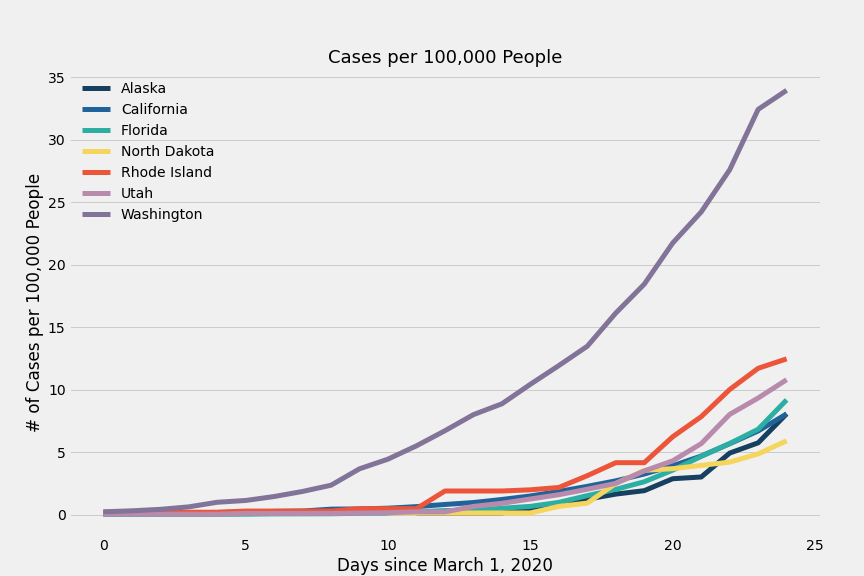 Cases per 100,000 People
# of Cases per 100,000 People
35
30
25
20
15
10
5
0
Alaska
California
Florida
North Dakota
Rhode Island
Utah
Washington
0 5 10 15 20 25
Days since March 1, 2020